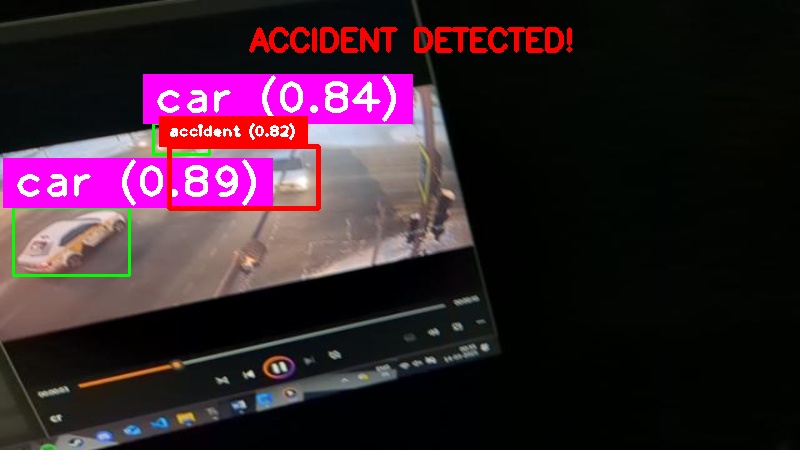 ACCIDENT DETECTED!
car (0.84)
accident (0.82)
car (0.89)